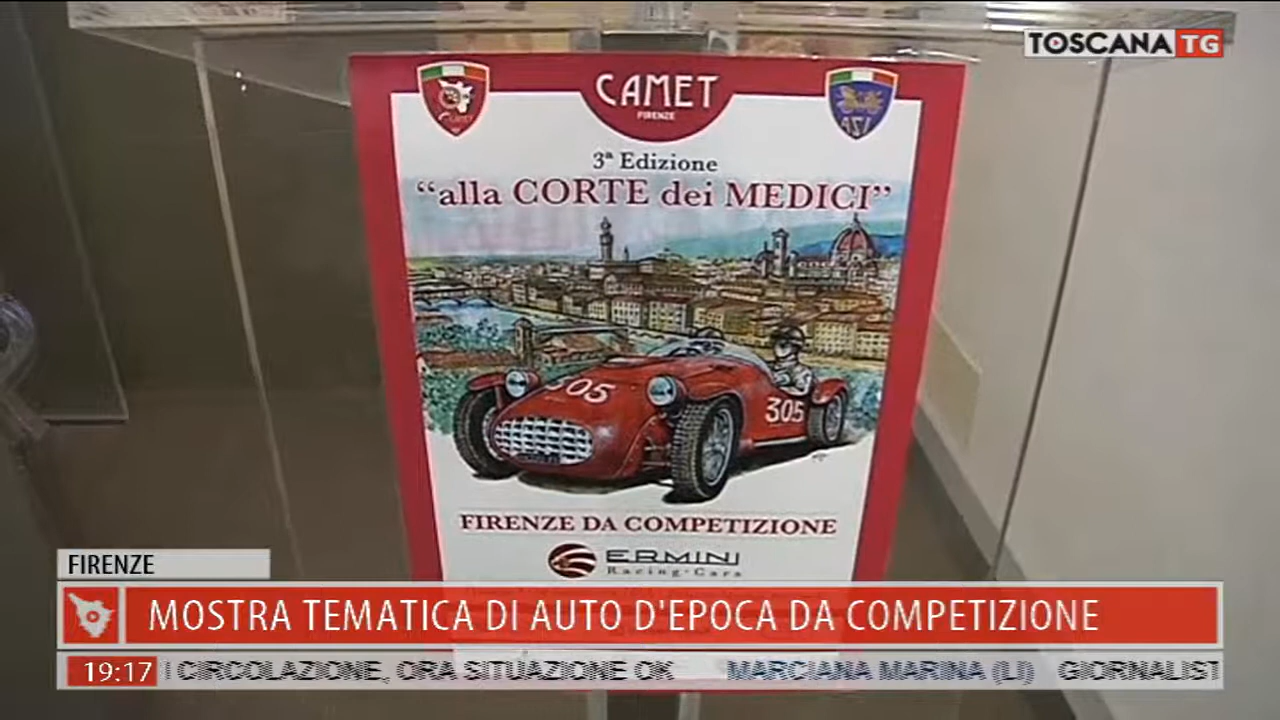 TOSCANA TG
CAMET
FIRENZE
ASI
3ª Edizione
“alla CORTE dei MEDICI”
305
305
FIRENZE DA COMPETIZIONE
ERMINI
Racing-Cars
FIRENZE
MOSTRA TEMATICA DI AUTO D'EPOCA DA COMPETIZIONE
19:17 I CIRCOLAZIONE, ORA SITUAZIONE OK MARCIANA MARINA (LI) GIORNALIST